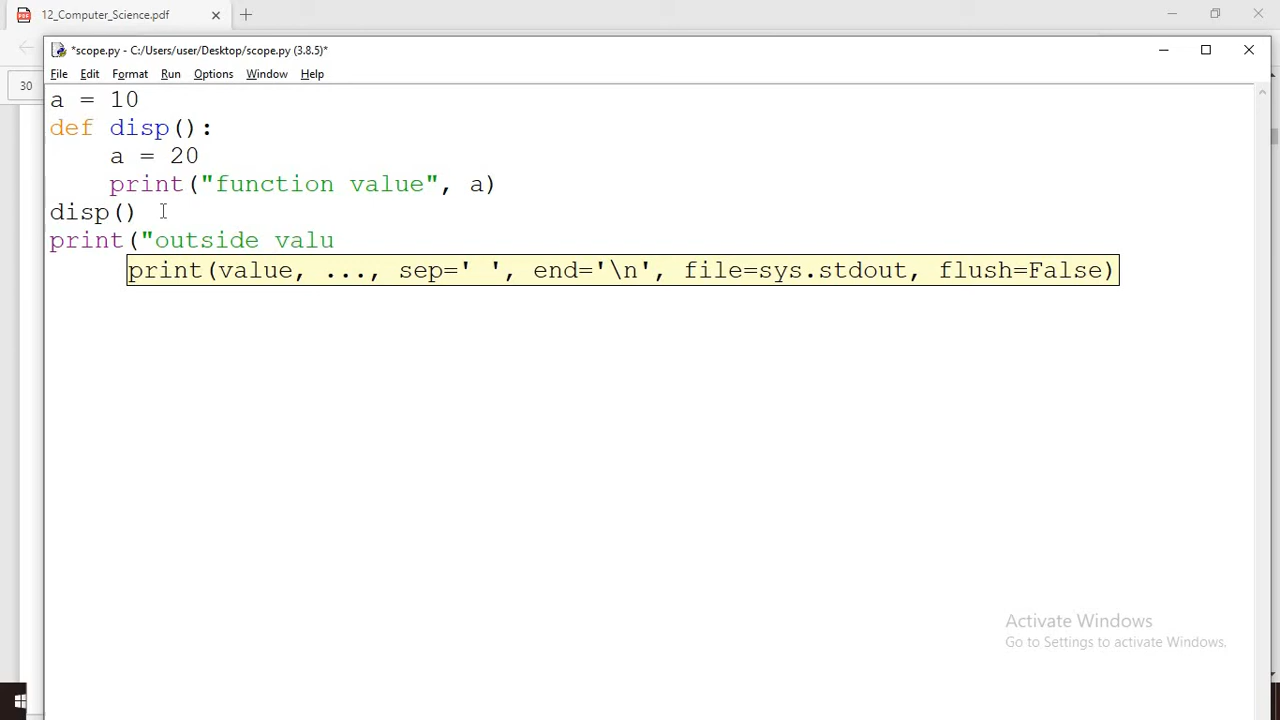 12_Computer_Science.pdf
*scope.py - C:/Users/user/Desktop/scope.py (3.8.5)*
File Edit Format Run Options Window Help
30
a = 10
def disp():
    a = 20
    print("function value", a)
disp()
print("outside valu
print(value, ..., sep=' ', end='\n', file=sys.stdout, flush=False)
Activate Windows
Go to Settings to activate Windows.